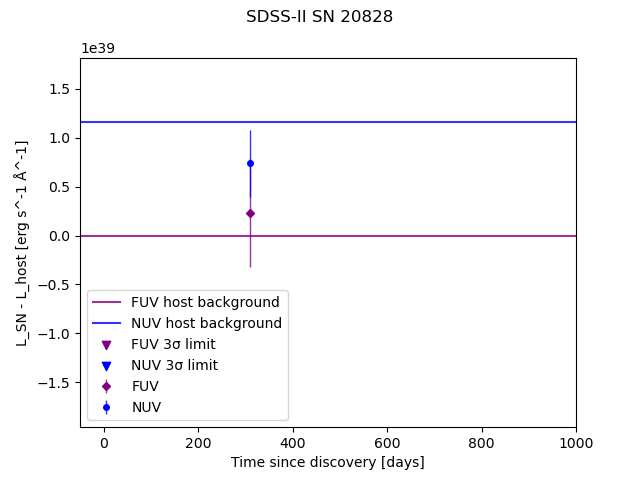 SDSS-II SN 20828
1e39
1.5
1.0
0.5
0.0
−0.5
−1.0
−1.5
L_SN - L_host [erg s^-1 Å^-1]
FUV host background
NUV host background
FUV 3σ limit
NUV 3σ limit
FUV
NUV
0 200 400 600 800 1000
Time since discovery [days]